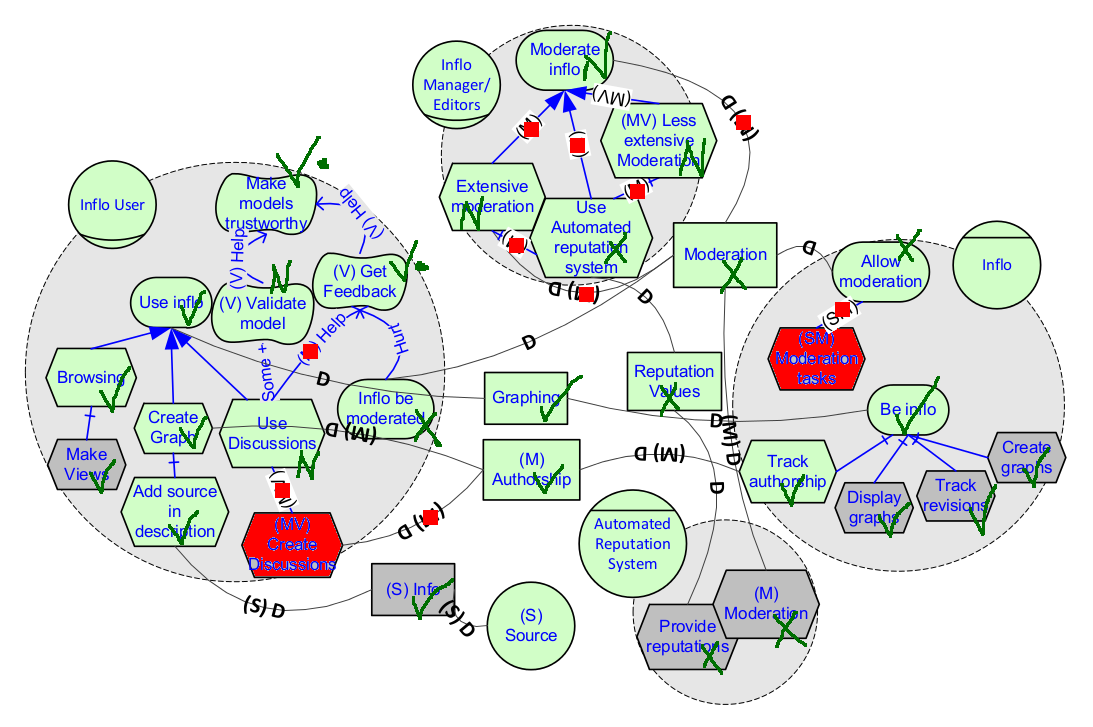 Moderate
inflo
Inflo
Manager/
Editors
(MV)
(MV) Less
extensive
Moderation
Extensive
moderation
Use
Automated
reputation
system
Inflo User
Make
models
trustworthy
(V) Help
(V) Help
(V) Get
Feedback
Use inflo
(V) Validate
model
Help
Hurt
Some +
Browsing
Create
Graph
Use
Discussions
Inflo be
moderated
Make
Views
Add source
in
description
(MV)
Create
Discussions
Moderation
D
Allow
moderation
Inflo
(SM)
Moderation
tasks
D
D
D
D
Reputation
Values
Graphing
D
Be inflo
(M) D
(M)
Authorship
(M) D
(M) D
D
Track
authorship
Display
graphs
Track
revisions
Create
graphs
D
D
(S) D
(S) Info
(S) D
(S)
Source
Automated
Reputation
System
Provide
reputations
(M)
Moderation